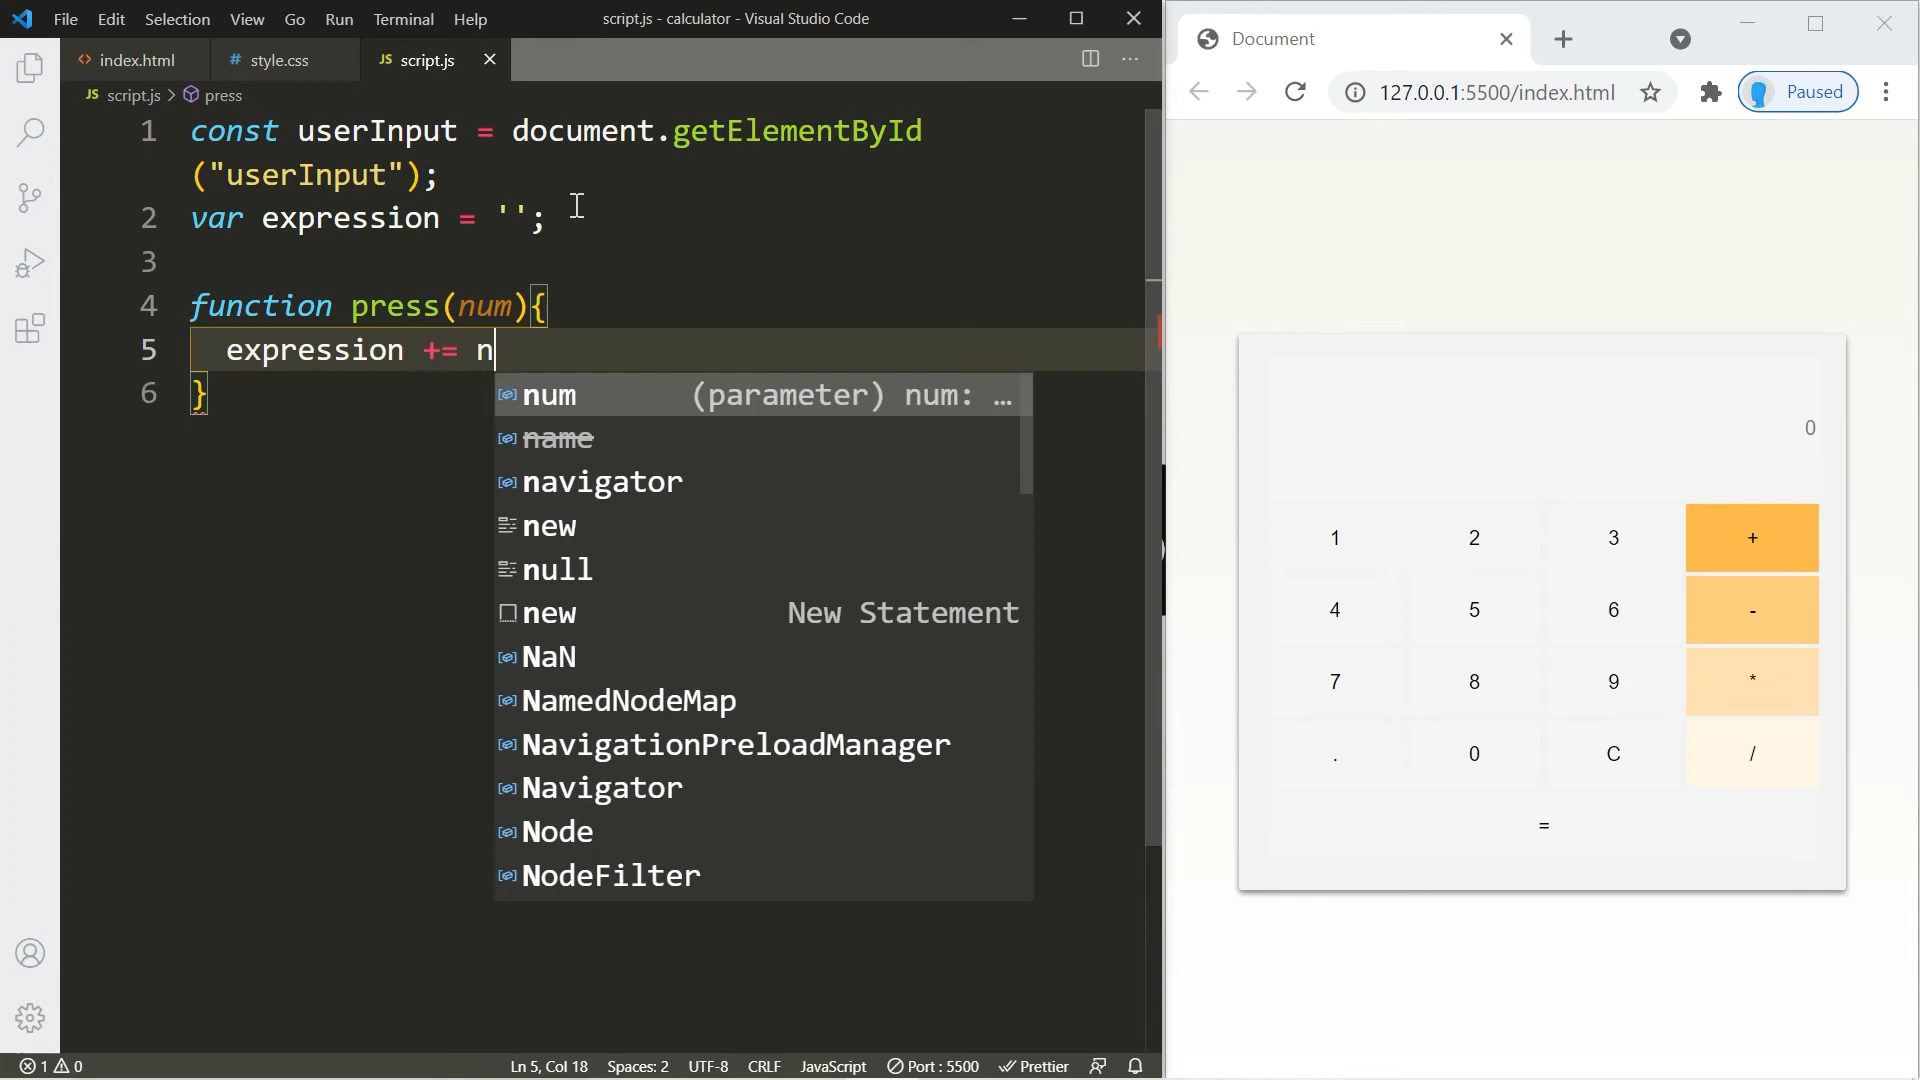 File Edit Selection View Go Run Terminal Help script.js - calculator - Visual Studio Code
index.html style.css JS script.js
JS script.js > press
1 const userInput = document.getElementById
("userInput");
2 var expression = '';
3
4 function press(num){
5 expression += n
6 }
num (parameter) num: …
name
navigator
new
null
new New Statement
NaN
NamedNodeMap
NavigationPreloadManager
Navigator
Node
NodeFilter
1 0 Ln 5, Col 18 Spaces: 2 UTF-8 CRLF JavaScript Port : 5500 Prettier
Document
127.0.0.1:5500/index.html Paused
0
1 2 3 +
4 5 6 -
7 8 9 *
. 0 C /
=